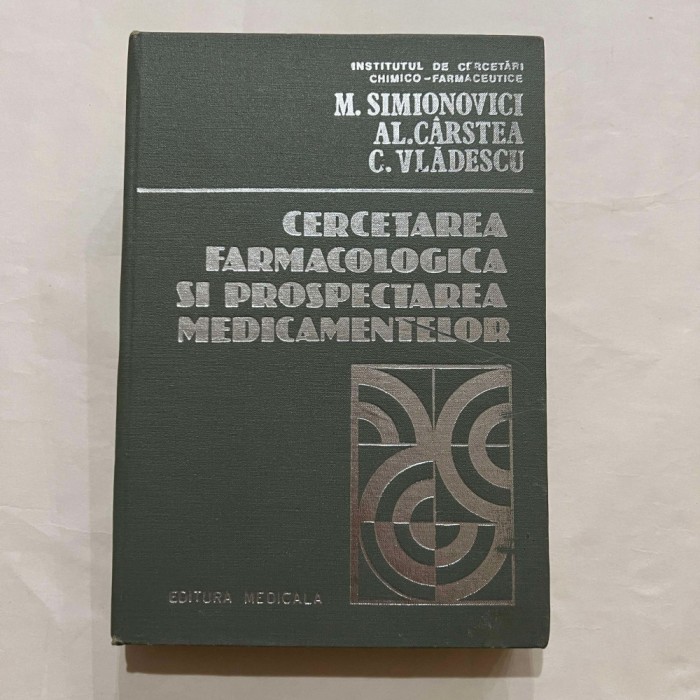 INSTITUTUL DE CERCETĂRI
CHIMICO-FARMACEUTICE
M. SIMIONOVICI
AL. CÂRSTEA
C. VLĂDESCU
CERCETAREA
FARMACOLOGICA
SI PROSPECTAREA
MEDICAMENTELOR
EDITURA MEDICALA